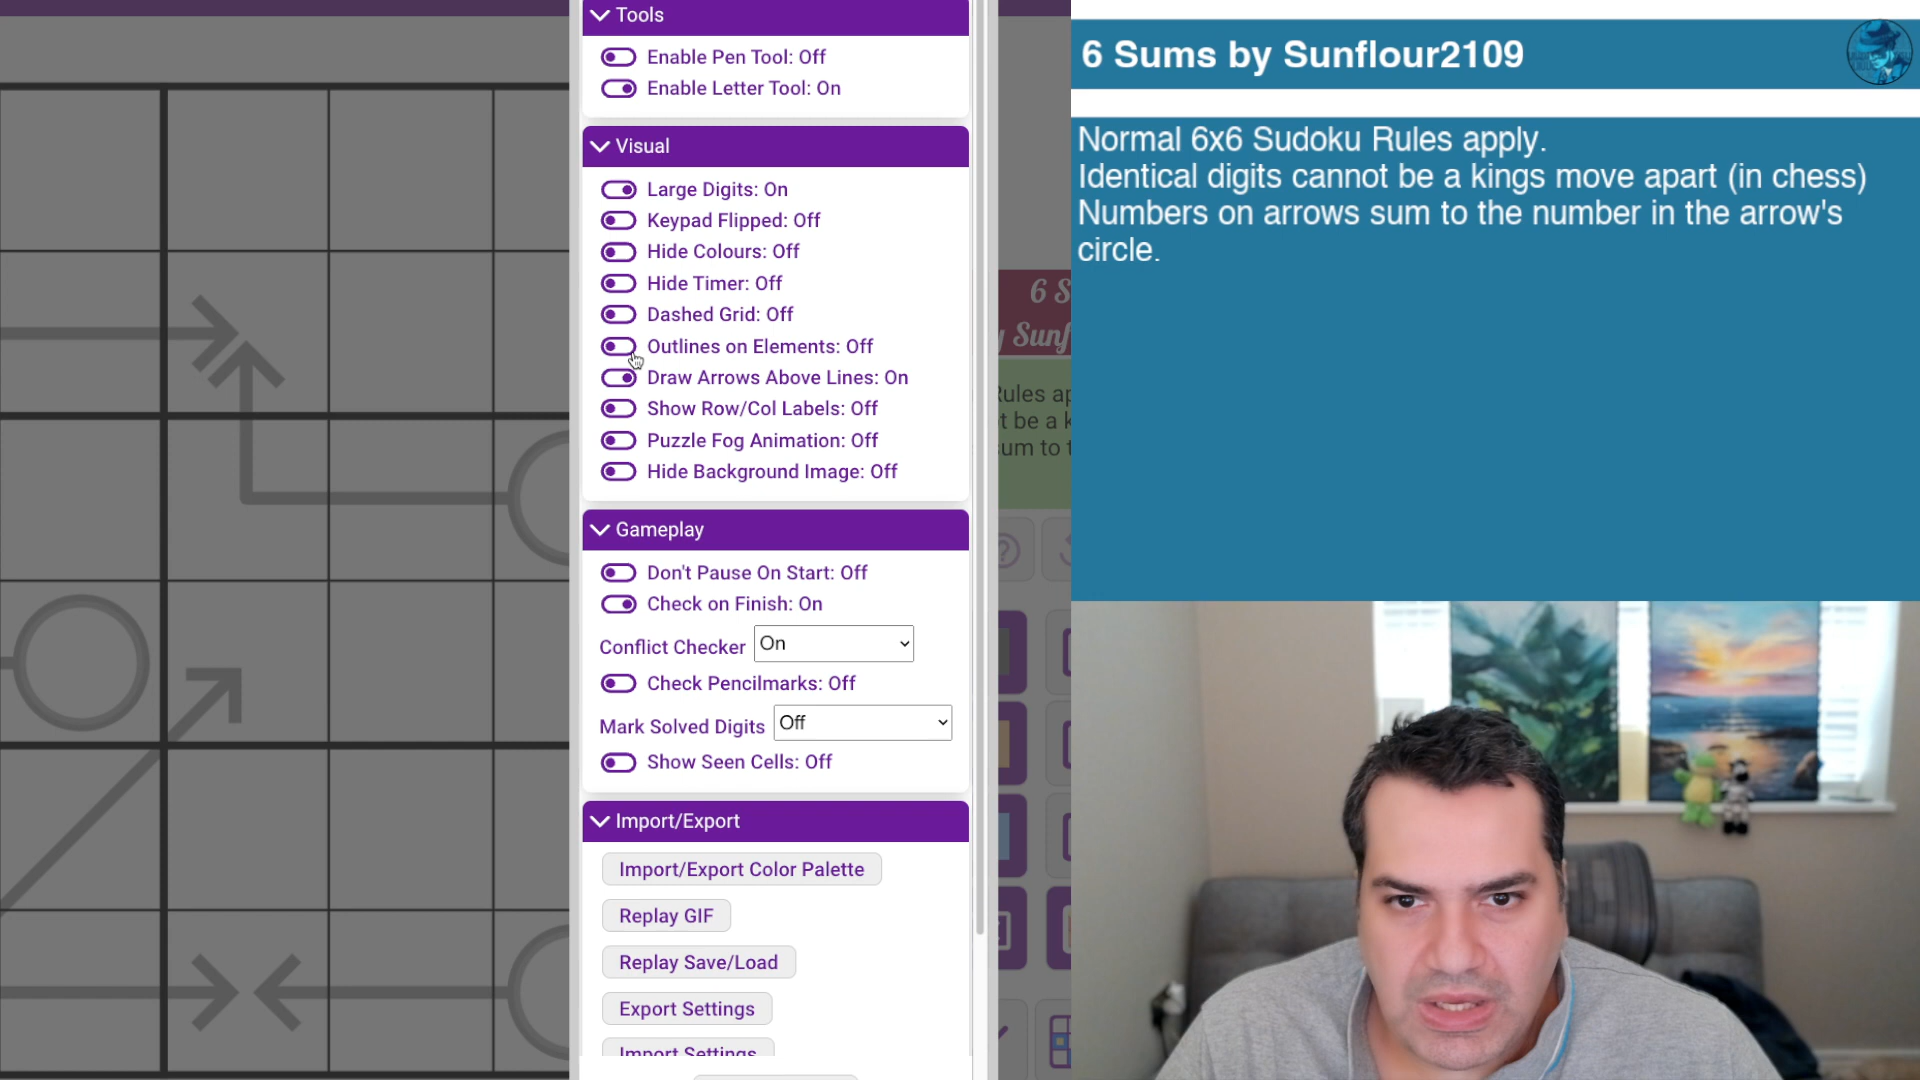 Tools
Enable Pen Tool: Off
Enable Letter Tool: On
Visual
Large Digits: On
Keypad Flipped: Off
Hide Colours: Off
Hide Timer: Off
Dashed Grid: Off
Outlines on Elements: Off
Draw Arrows Above Lines: On
Show Row/Col Labels: Off
Puzzle Fog Animation: Off
Hide Background Image: Off
Gameplay
Don't Pause On Start: Off
Check on Finish: On
Conflict Checker On
Check Pencilmarks: Off
Mark Solved Digits Off
Show Seen Cells: Off
Import/Export
Import/Export Color Palette
Replay GIF
Replay Save/Load
Export Settings
Import Settings
6 Sums by Sunflour2109
Normal 6x6 Sudoku Rules apply.
Identical digits cannot be a kings move apart (in chess)
Numbers on arrows sum to the number in the arrow's
circle.